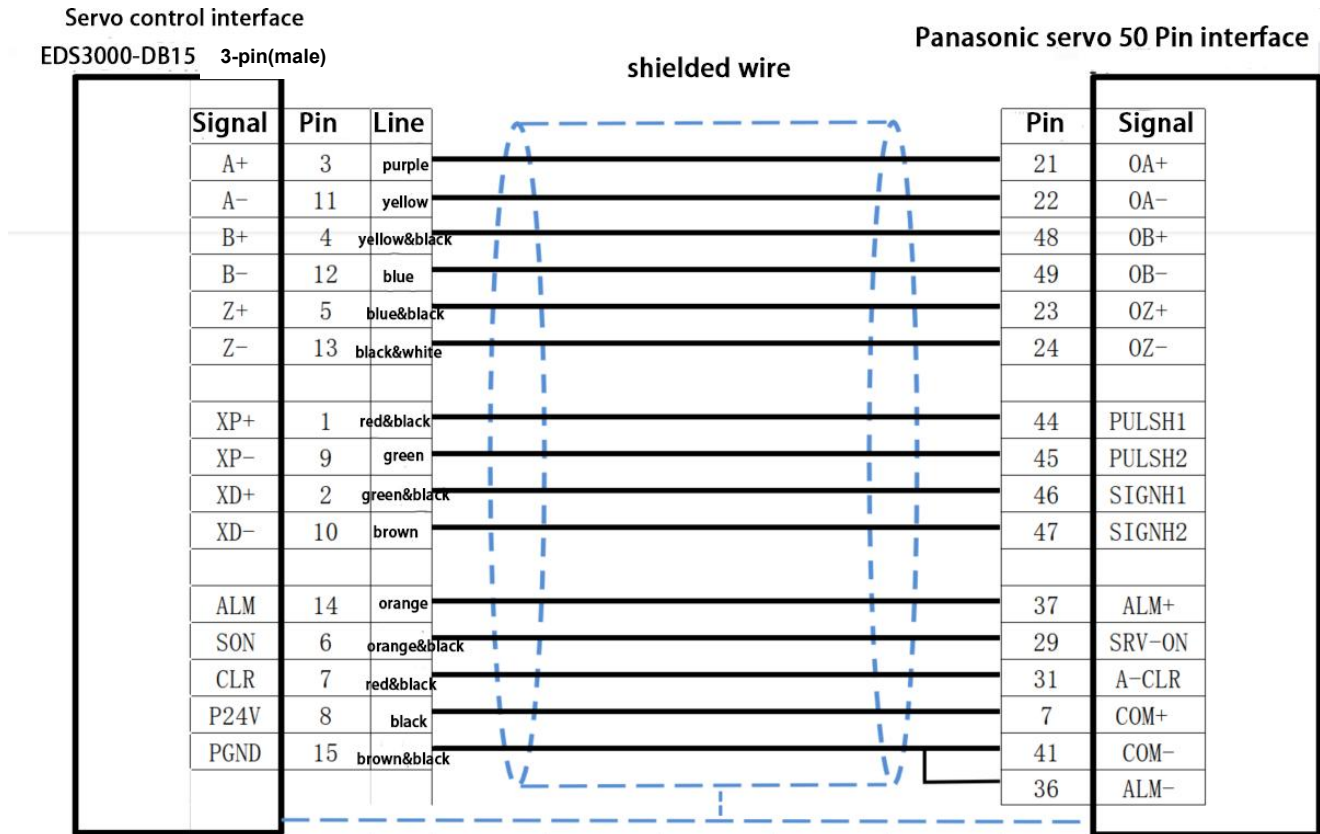 Servo control interface
EDS3000-DB15 3-pin(male)
Panasonic servo 50 Pin interface
shielded wire
Signal Pin Line Pin Signal
A+ 3 purple 21 OA+
A- 11 yellow 22 OA-
B+ 4 yellow&black 48 OB+
B- 12 blue 49 OB-
Z+ 5 blue&black 23 OZ+
Z- 13 black&white 24 OZ-
XP+ 1 red&black 44 PULSH1
XP- 9 green 45 PULSH2
XD+ 2 green&black 46 SIGNH1
XD- 10 brown 47 SIGNH2
ALM 14 orange 37 ALM+
SON 6 orange&black 29 SRV-ON
CLR 7 red&black 31 A-CLR
P24V 8 black 7 COM+
PGND 15 brown&black 41 COM-
36 ALM-